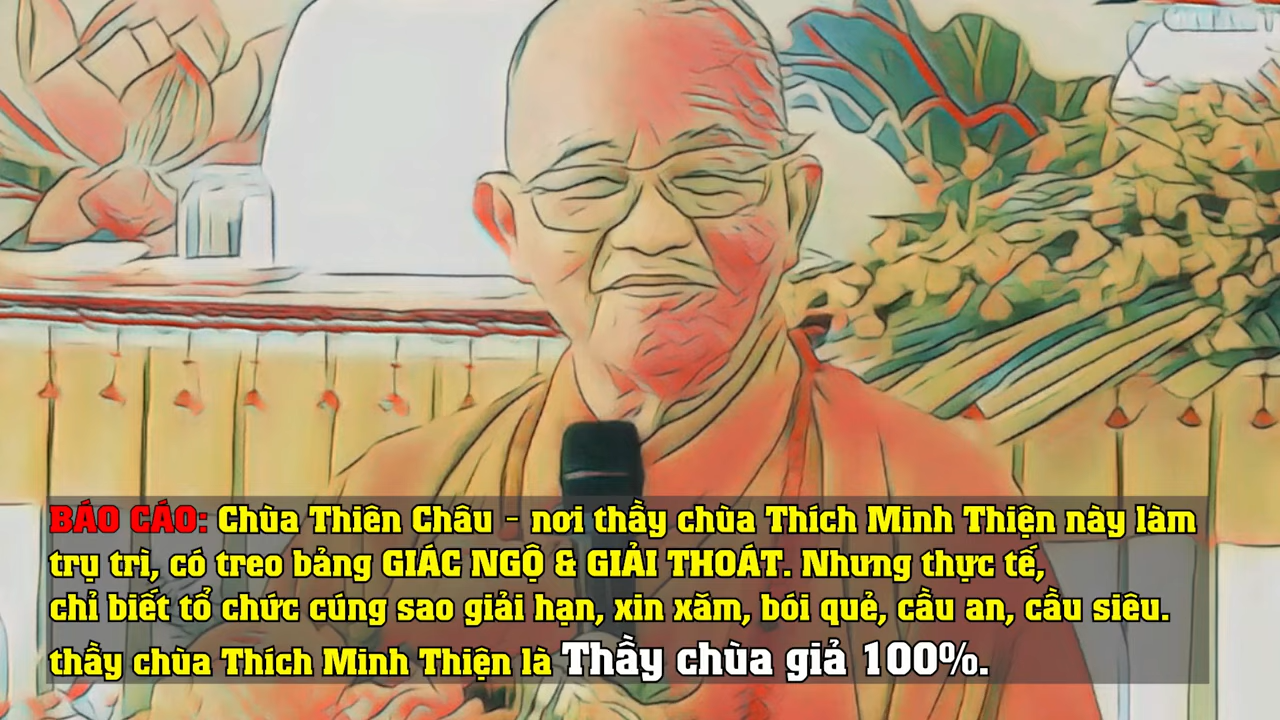 BÁO CÁO: Chùa Thiên Châu - nơi thầy chùa Thích Minh Thiện này làm
trụ trì, có treo bảng GIÁC NGỘ & GIẢI THOÁT. Nhưng thực tế,
chỉ biết tổ chức cúng sao giải hạn, xin xăm, bói quẻ, cầu an, cầu siêu.
thầy chùa Thích Minh Thiện là Thầy chùa giả 100%.